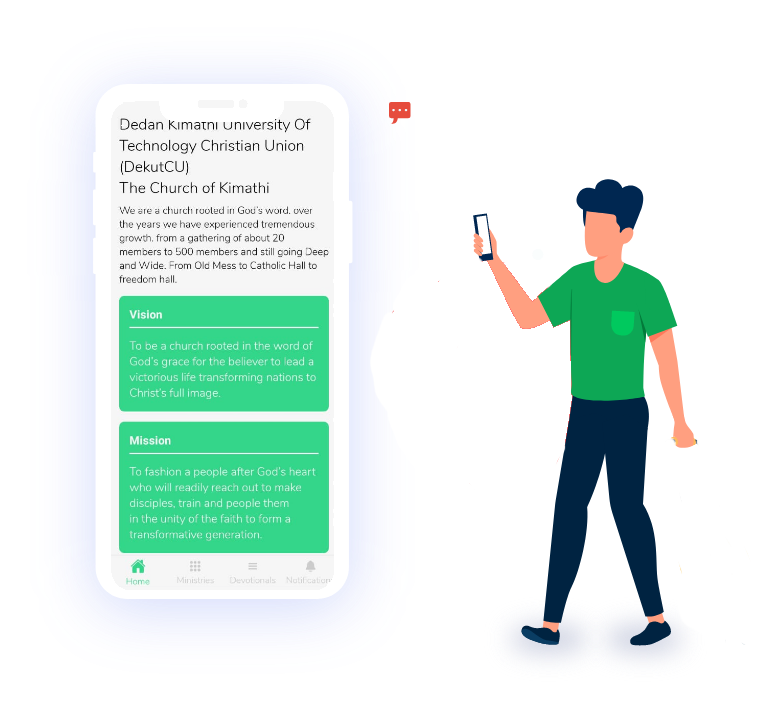 Dedan Kimathi University Of
Technology Christian Union
(DekutCU)
The Church of Kimathi
We are a church rooted in God's word. over
the years we have experienced tremendous
growth. from a gathering of about 20
members to 500 members and still going Deep
and Wide. From Old Mess to Catholic Hall to
freedom hall.
Vision
To be a church rooted in the word of
God's grace for the believer to lead a
victorious life transforming nations to
Christ's full image.
Mission
To fashion a people after God's heart
who will readily reach out to make
disciples, train and people them
in the unity of the faith to form a
transformative generation.
Home
Ministries
Devotionals
Notification